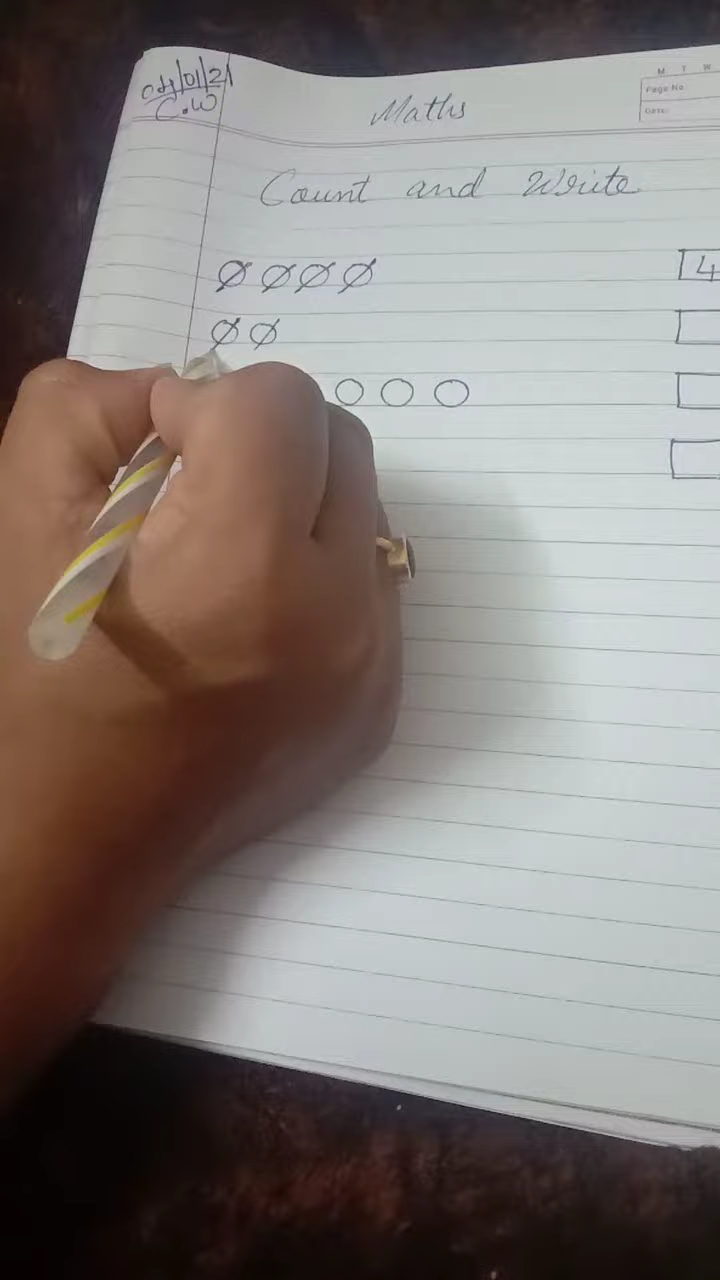 04/01/21
C.W
Maths
M T W
Page No
Date:
Count and Write
4